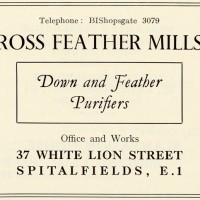 Telephone: BIShopsgate 3079
ROSS FEATHER MILLS
Down and Feather
Purifiers
Office and Works
37 WHITE LION STREET
SPITALFIELDS, E.1